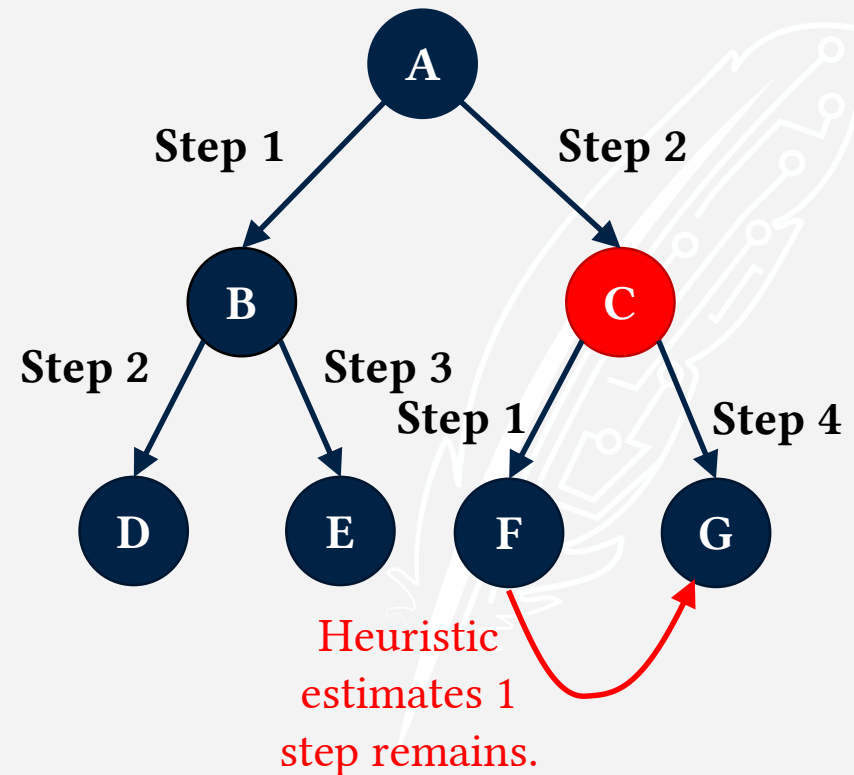 A
Step 1
Step 2
B
C
Step 2
Step 3
Step 1
Step 4
D
E
F
G
Heuristic
estimates 1
step remains.